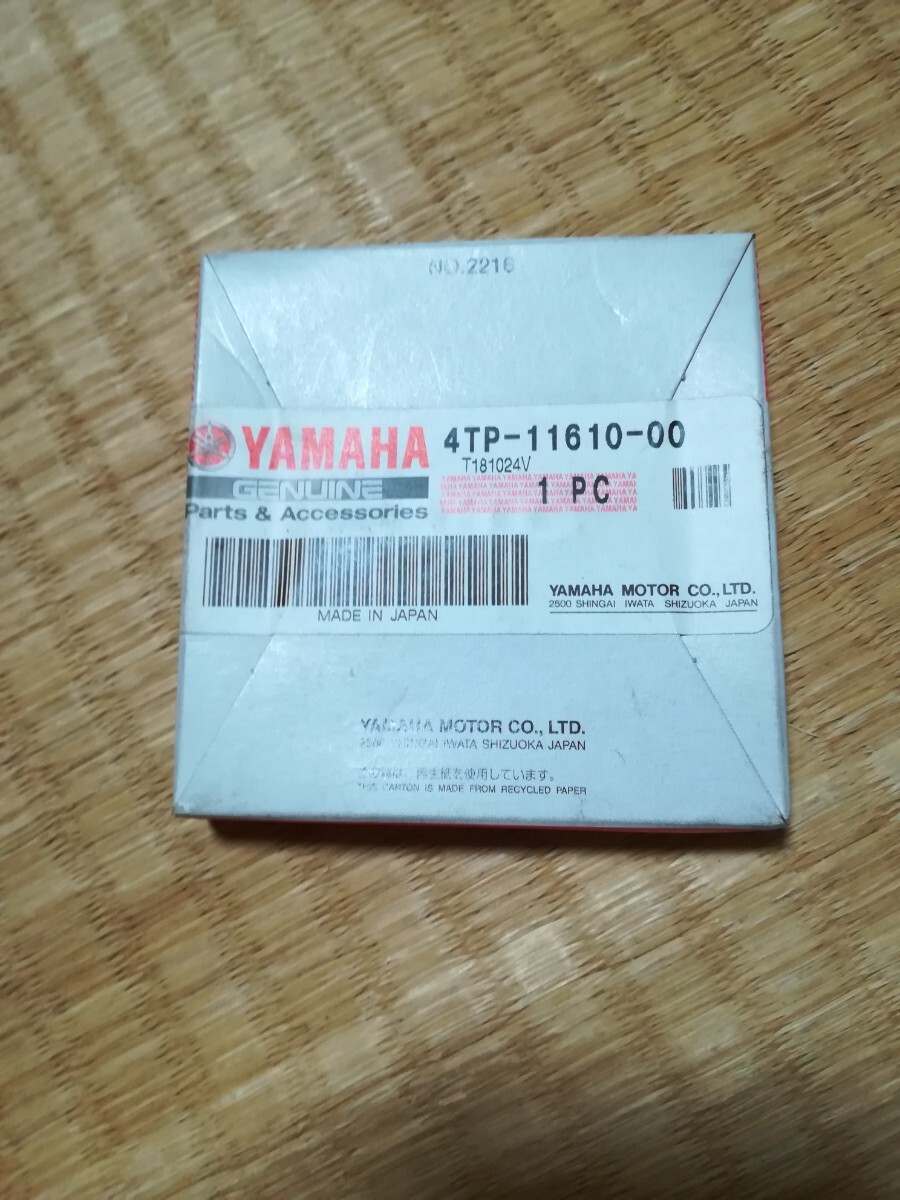 NO.2216
YAMAHA 4TP-11610-00
T181024V
GENUINE
1 PC
Parts & Accessories
MADE IN JAPAN
YAMAHA MOTOR CO., LTD.
2500 SHINGAI IWATA SHIZUOKA JAPAN
YAMAHA MOTOR CO., LTD.
2500 SHINGAI IWATA SHIZUOKA JAPAN
この箱は、再生紙を使用しています。
THIS CARTON IS MADE FROM RECYCLED PAPER